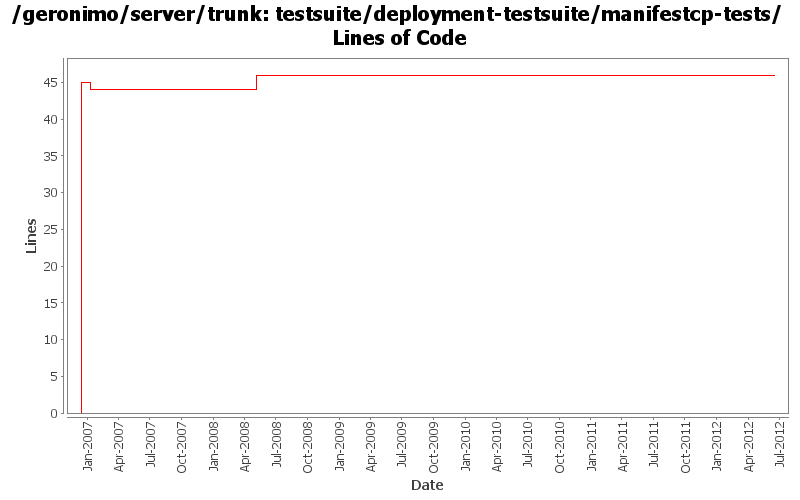 /geronimo/server/trunk: testsuite/deployment-testsuite/manifestcp-tests/
Lines of Code
Lines
45
40
35
30
25
20
15
10
5
0
Jan-2007
Apr-2007
Jul-2007
Oct-2007
Jan-2008
Apr-2008
Jul-2008
Oct-2008
Jan-2009
Apr-2009
Jul-2009
Oct-2009
Jan-2010
Apr-2010
Jul-2010
Oct-2010
Jan-2011
Apr-2011
Jul-2011
Oct-2011
Jan-2012
Apr-2012
Jul-2012
Date